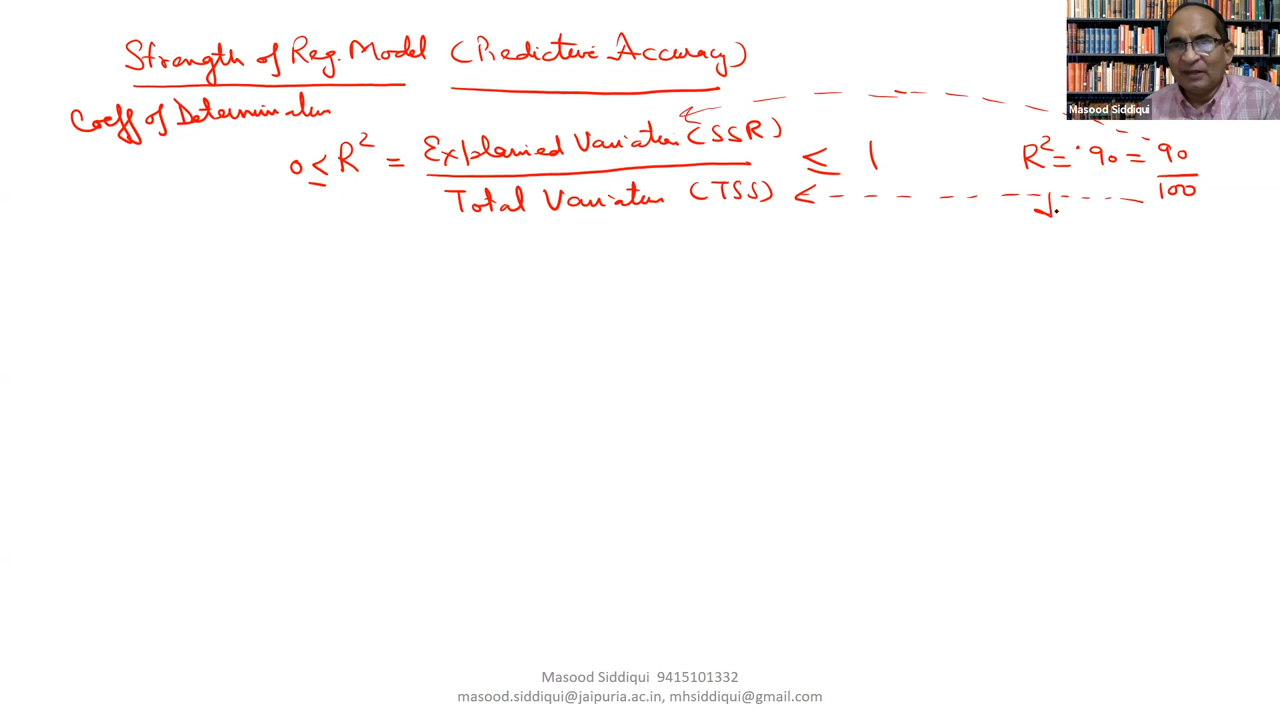 Strength of Reg. Model (Predictive Accuracy)
Masood Siddiqui
Coeff of Determination
0 ≤ R² = Explained Variation (SSR) / Total Variation (TSS) ≤ 1
R² = .90 = 90/100
Masood Siddiqui 9415101332
masood.siddiqui@jaipuria.ac.in, mhsiddiqui@gmail.com